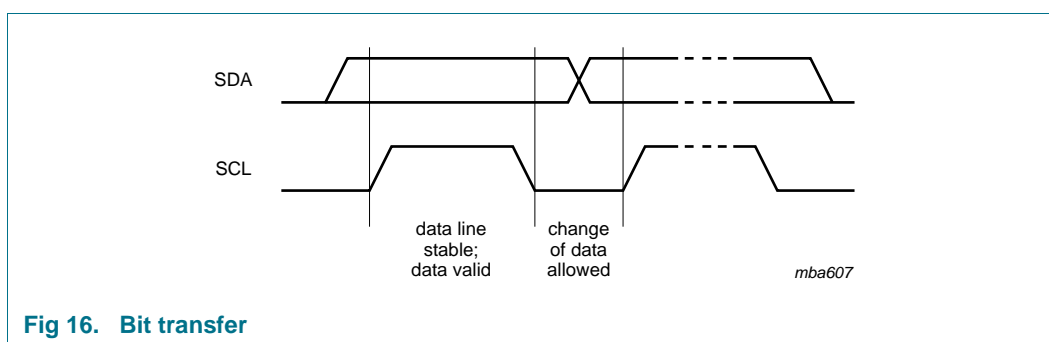 SDA
SCL
data line
stable;
data valid
change
of data
allowed
mba607
Fig 16. Bit transfer